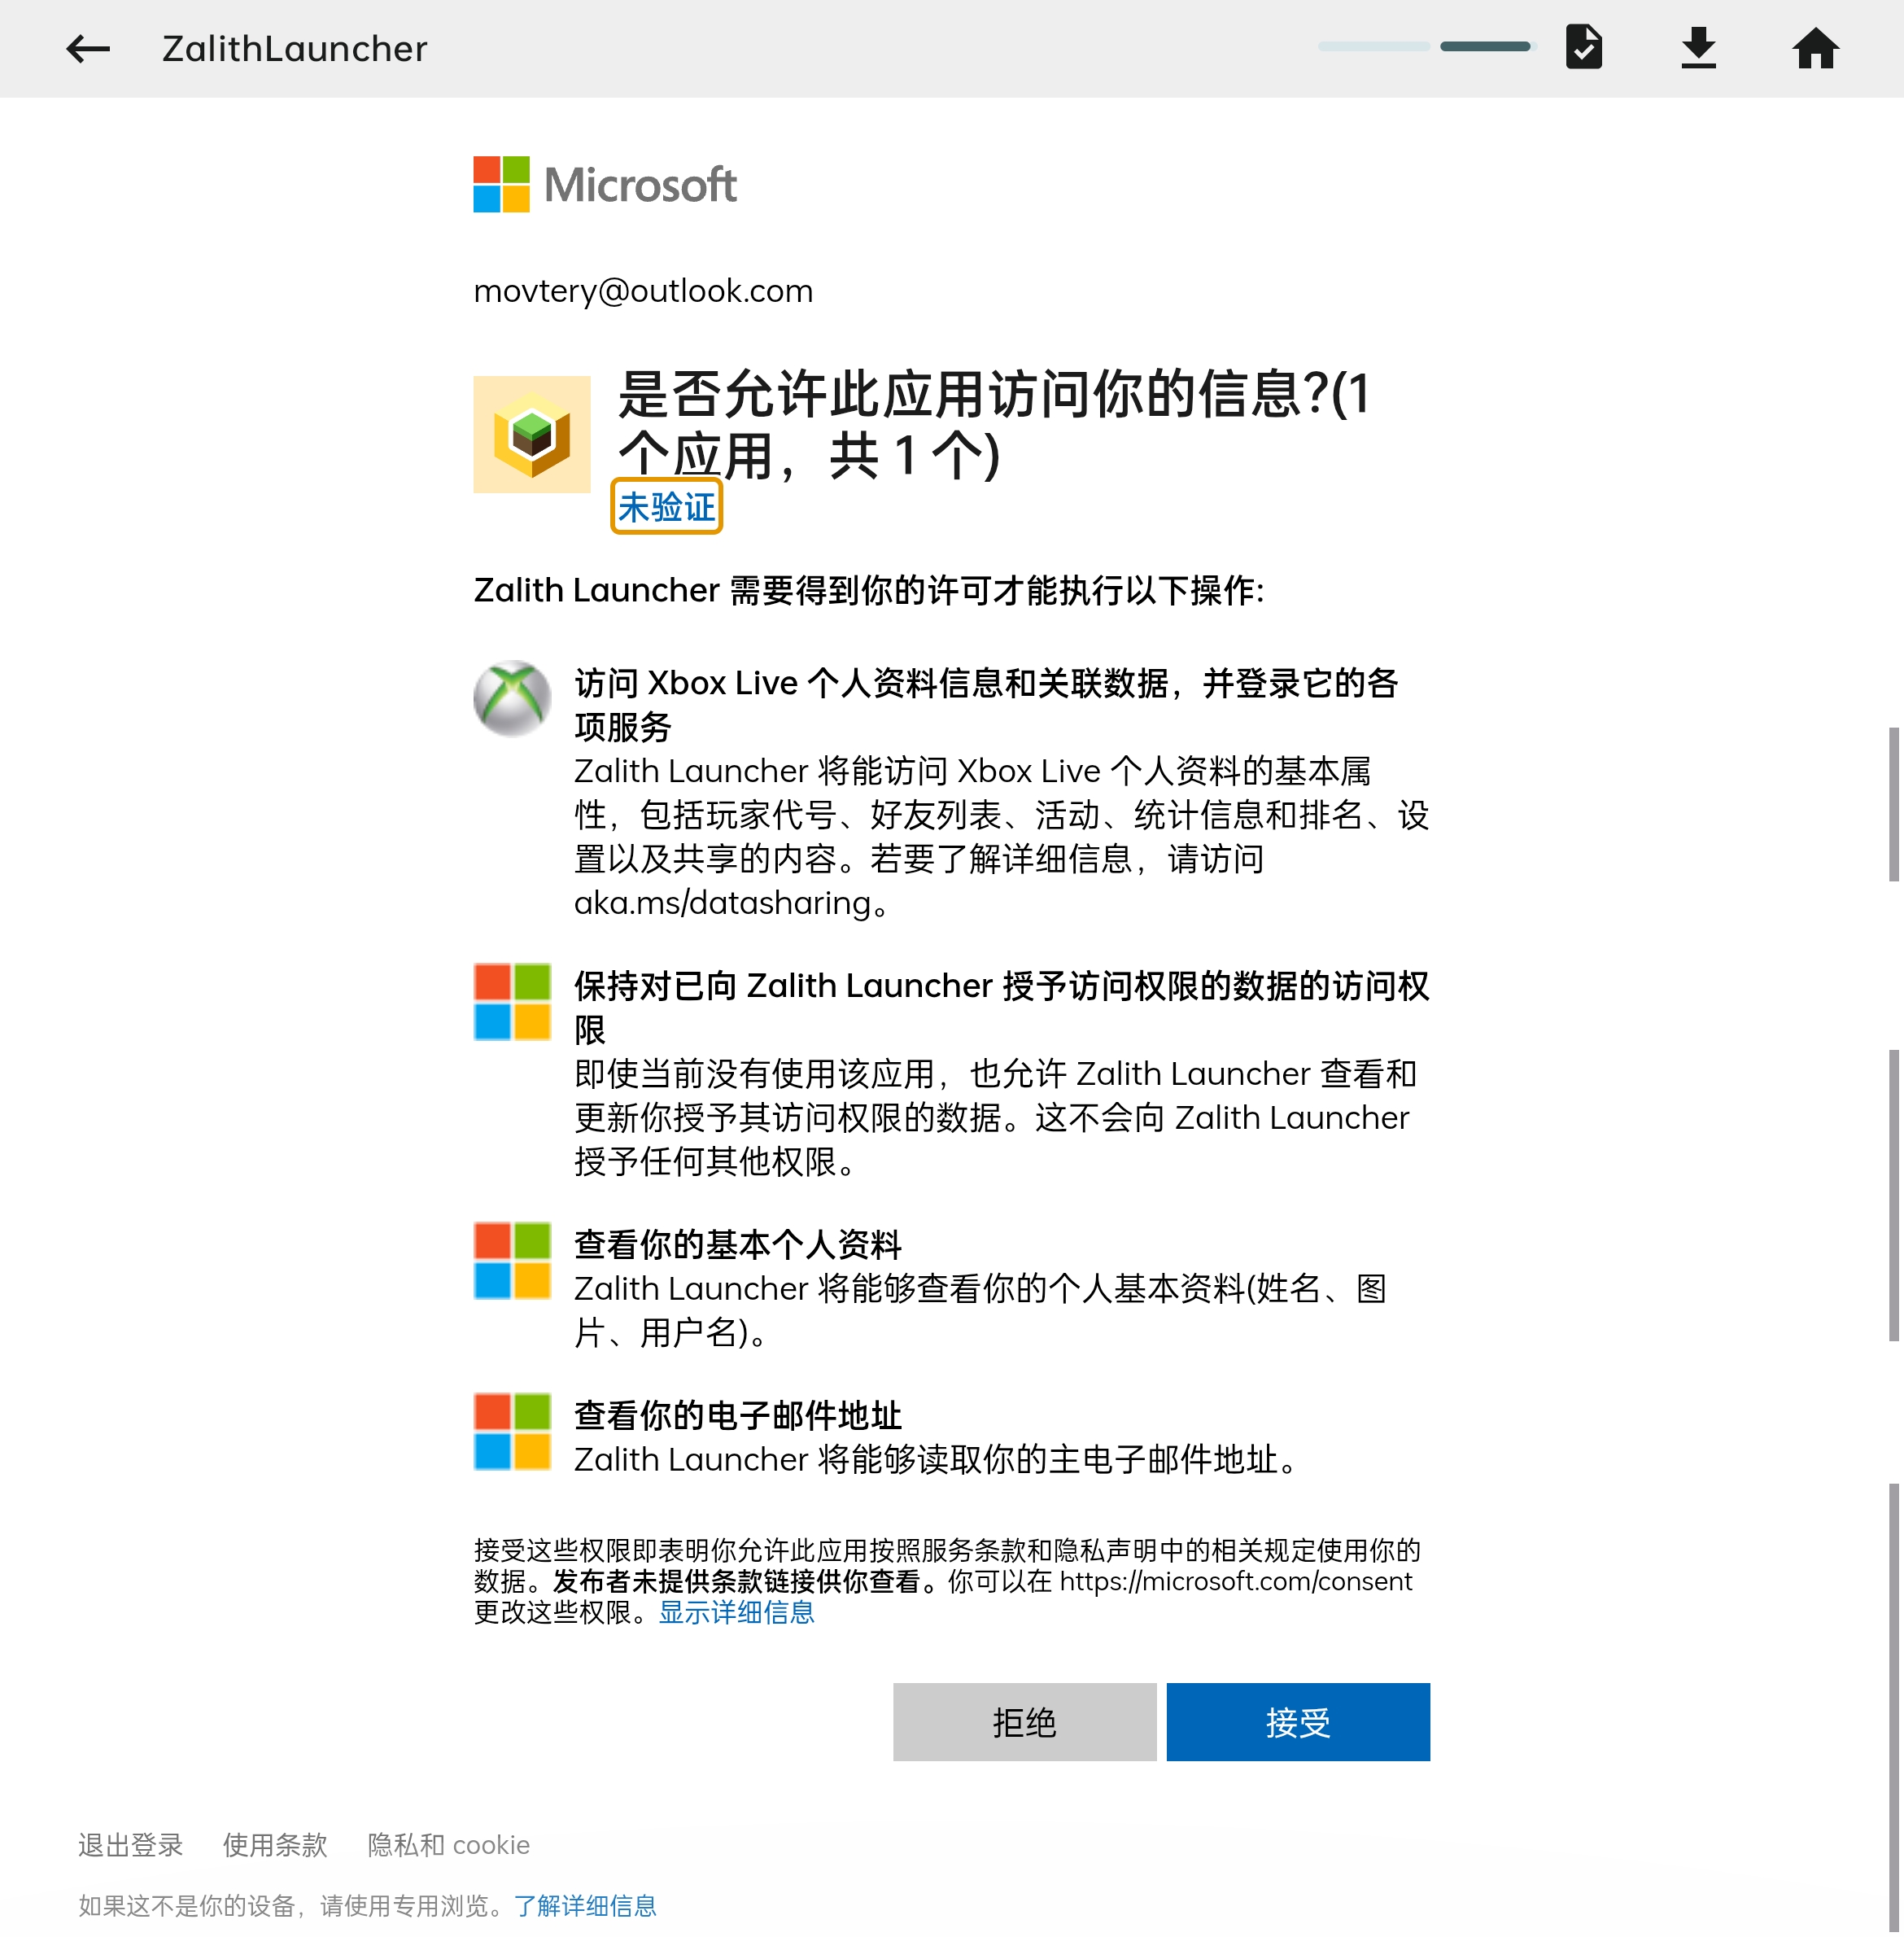 ZalithLauncher
Microsoft
movtery@outlook.com
是否允许此应用访问你的信息?(1
个应用，共 1 个)
未验证
Zalith Launcher 需要得到你的许可才能执行以下操作:
访问 Xbox Live 个人资料信息和关联数据，并登录它的各
项服务
Zalith Launcher 将能访问 Xbox Live 个人资料的基本属
性，包括玩家代号、好友列表、活动、统计信息和排名、设
置以及共享的内容。若要了解详细信息，请访问
aka.ms/datasharing。
保持对已向 Zalith Launcher 授予访问权限的数据的访问权
限
即使当前没有使用该应用，也允许 Zalith Launcher 查看和
更新你授予其访问权限的数据。这不会向 Zalith Launcher
授予任何其他权限。
查看你的基本个人资料
Zalith Launcher 将能够查看你的个人基本资料(姓名、图
片、用户名)。
查看你的电子邮件地址
Zalith Launcher 将能够读取你的主电子邮件地址。
接受这些权限即表明你允许此应用按照服务条款和隐私声明中的相关规定使用你的
数据。发布者未提供条款链接供你查看。你可以在 https://microsoft.com/consent
更改这些权限。显示详细信息
拒绝 接受
退出登录 使用条款 隐私和 cookie
如果这不是你的设备，请使用专用浏览。了解详细信息